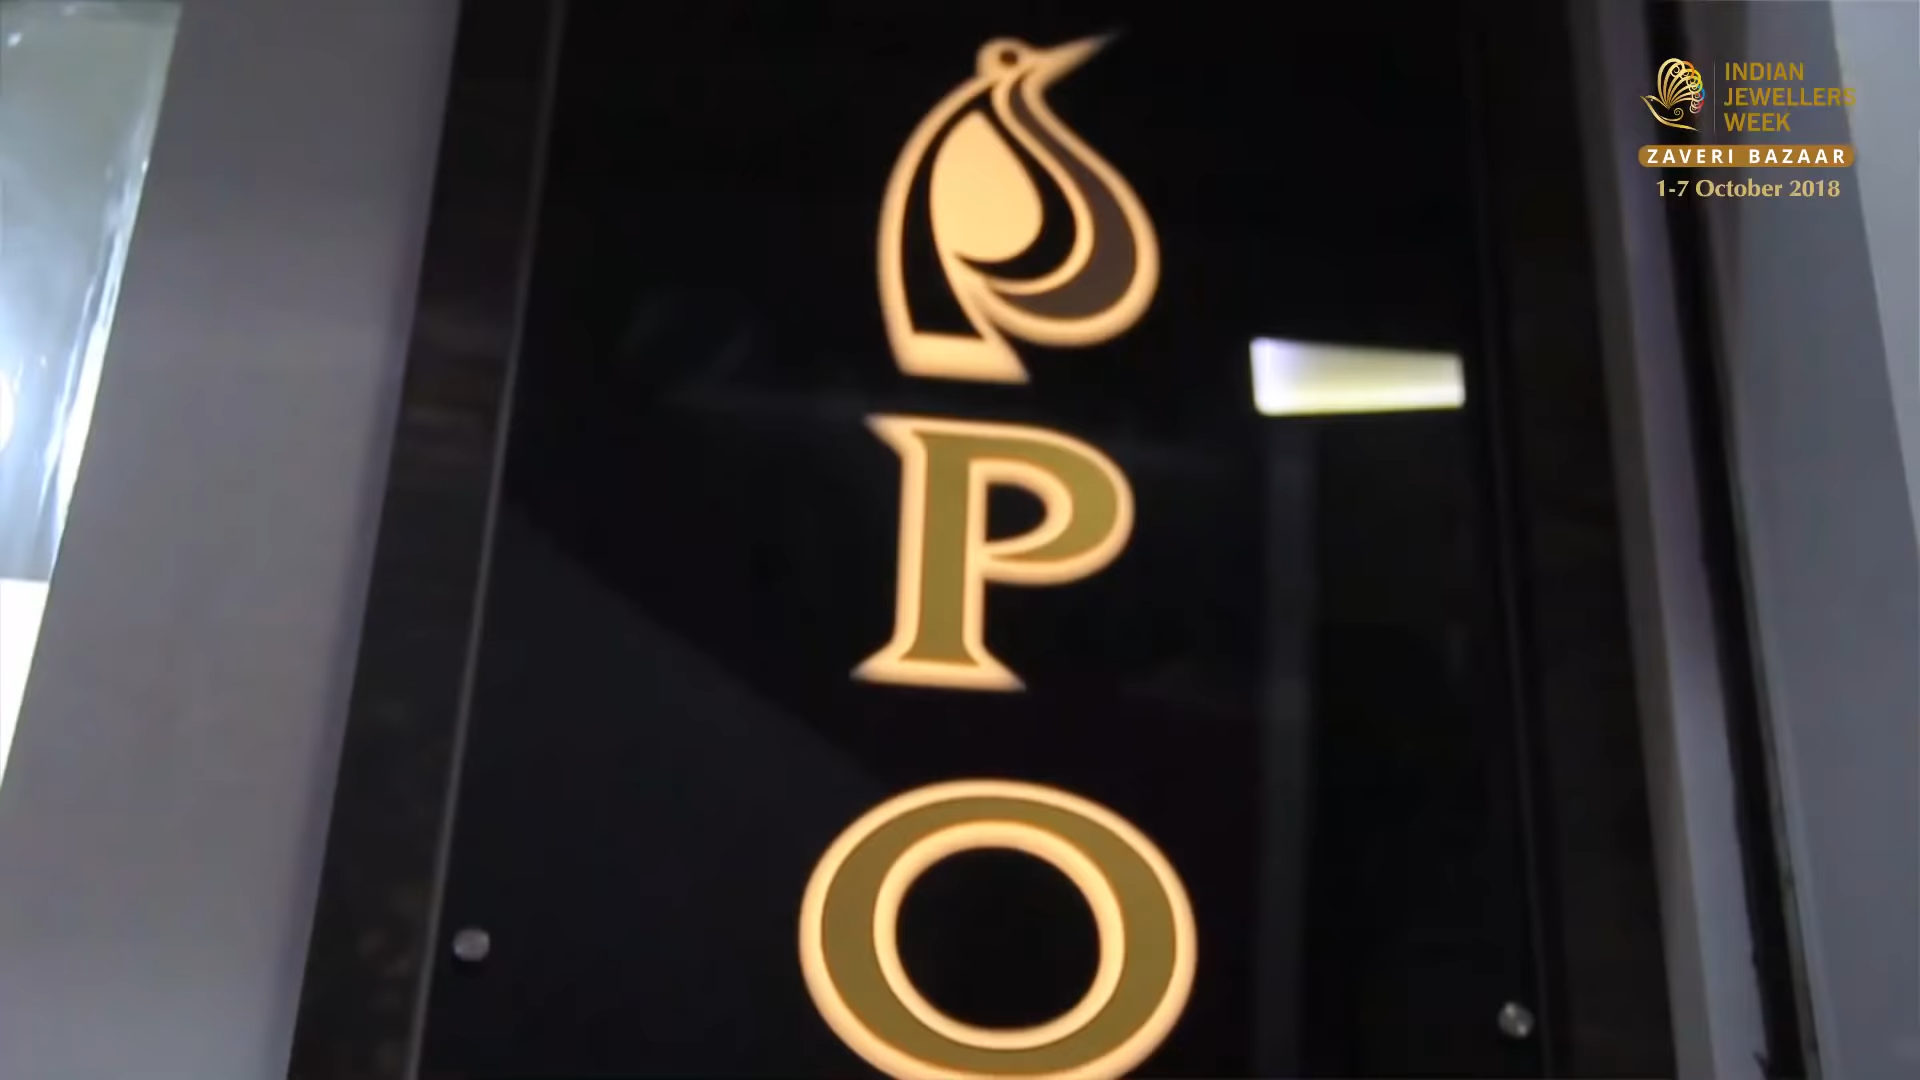 INDIAN
JEWELLERS
WEEK
ZAVERI BAZAAR
1-7 October 2018
P
O